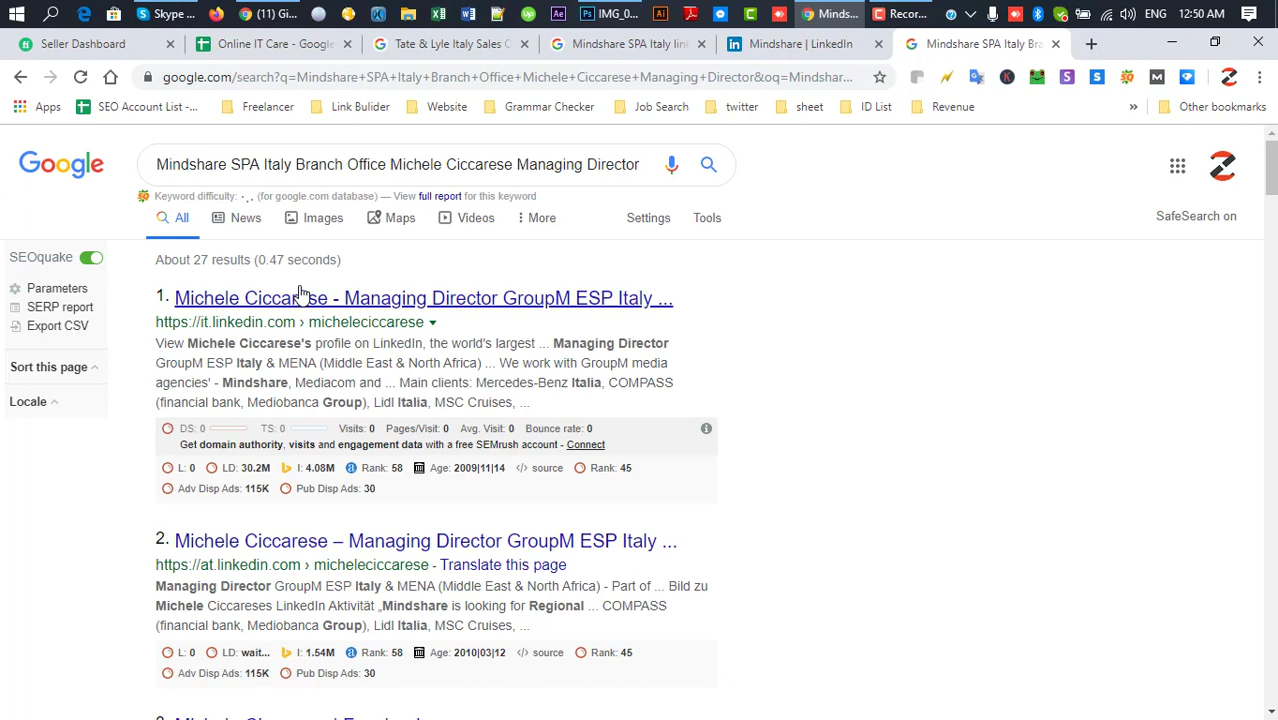 Skype ...
(11) Gi...
IMG_0...
Minds...
Recor...
ENG
12:50 AM
Seller Dashboard
Online IT Care - Google
Tate & Lyle Italy Sales C
Mindshare SPA Italy link
Mindshare | LinkedIn
Mindshare SPA Italy Bra
google.com/search?q=Mindshare+SPA+Italy+Branch+Office+Michele+Ciccarese+Managing+Director&oq=Mindshar...
Apps
SEO Account List -...
Freelancer
Link Bulider
Website
Grammar Checker
Job Search
twitter
sheet
ID List
Revenue
»
Other bookmarks
Google
Mindshare SPA Italy Branch Office Michele Ciccarese Managing Director
Keyword difficulty: . . (for google.com database) — View full report for this keyword
All
News
Images
Maps
Videos
More
Settings
Tools
SafeSearch on
SEOquake
Parameters
SERP report
Export CSV
Sort this page
Locale
About 27 results (0.47 seconds)
1. Michele Ciccarese - Managing Director GroupM ESP Italy ...
https://it.linkedin.com › micheleciccarese
View Michele Ciccarese's profile on LinkedIn, the world's largest ... Managing Director
GroupM ESP Italy & MENA (Middle East & North Africa) ... We work with GroupM media
agencies' - Mindshare, Mediacom and ... Main clients: Mercedes-Benz Italia, COMPASS
(financial bank, Mediobanca Group), Lidl Italia, MSC Cruises, ...
DS: 0 TS: 0 Visits: 0 Pages/Visit: 0 Avg. Visit: 0 Bounce rate: 0
Get domain authority, visits and engagement data with a free SEMrush account - Connect
L: 0 LD: 30.2M I: 4.08M Rank: 58 Age: 2009|11|14 </> source Rank: 45
Adv Disp Ads: 115K Pub Disp Ads: 30
2. Michele Ciccarese – Managing Director GroupM ESP Italy ...
https://at.linkedin.com › micheleciccarese - Translate this page
Managing Director GroupM ESP Italy & MENA (Middle East & North Africa) - Part of ... Bild zu
Michele Ciccareses LinkedIn Aktivität „Mindshare is looking for Regional ... COMPASS
(financial bank, Mediobanca Group), Lidl Italia, MSC Cruises, ...
L: 0 LD: wait... I: 1.54M Rank: 58 Age: 2010|03|12 </> source Rank: 45
Adv Disp Ads: 115K Pub Disp Ads: 30